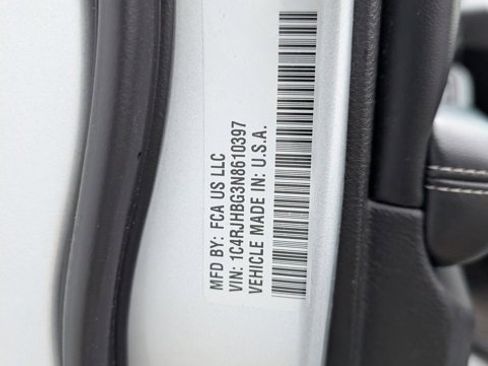 MFD BY: FCA US LLC
VIN: 1C4RJHBG3N8610397
VEHICLE MADE IN: U.S.A.